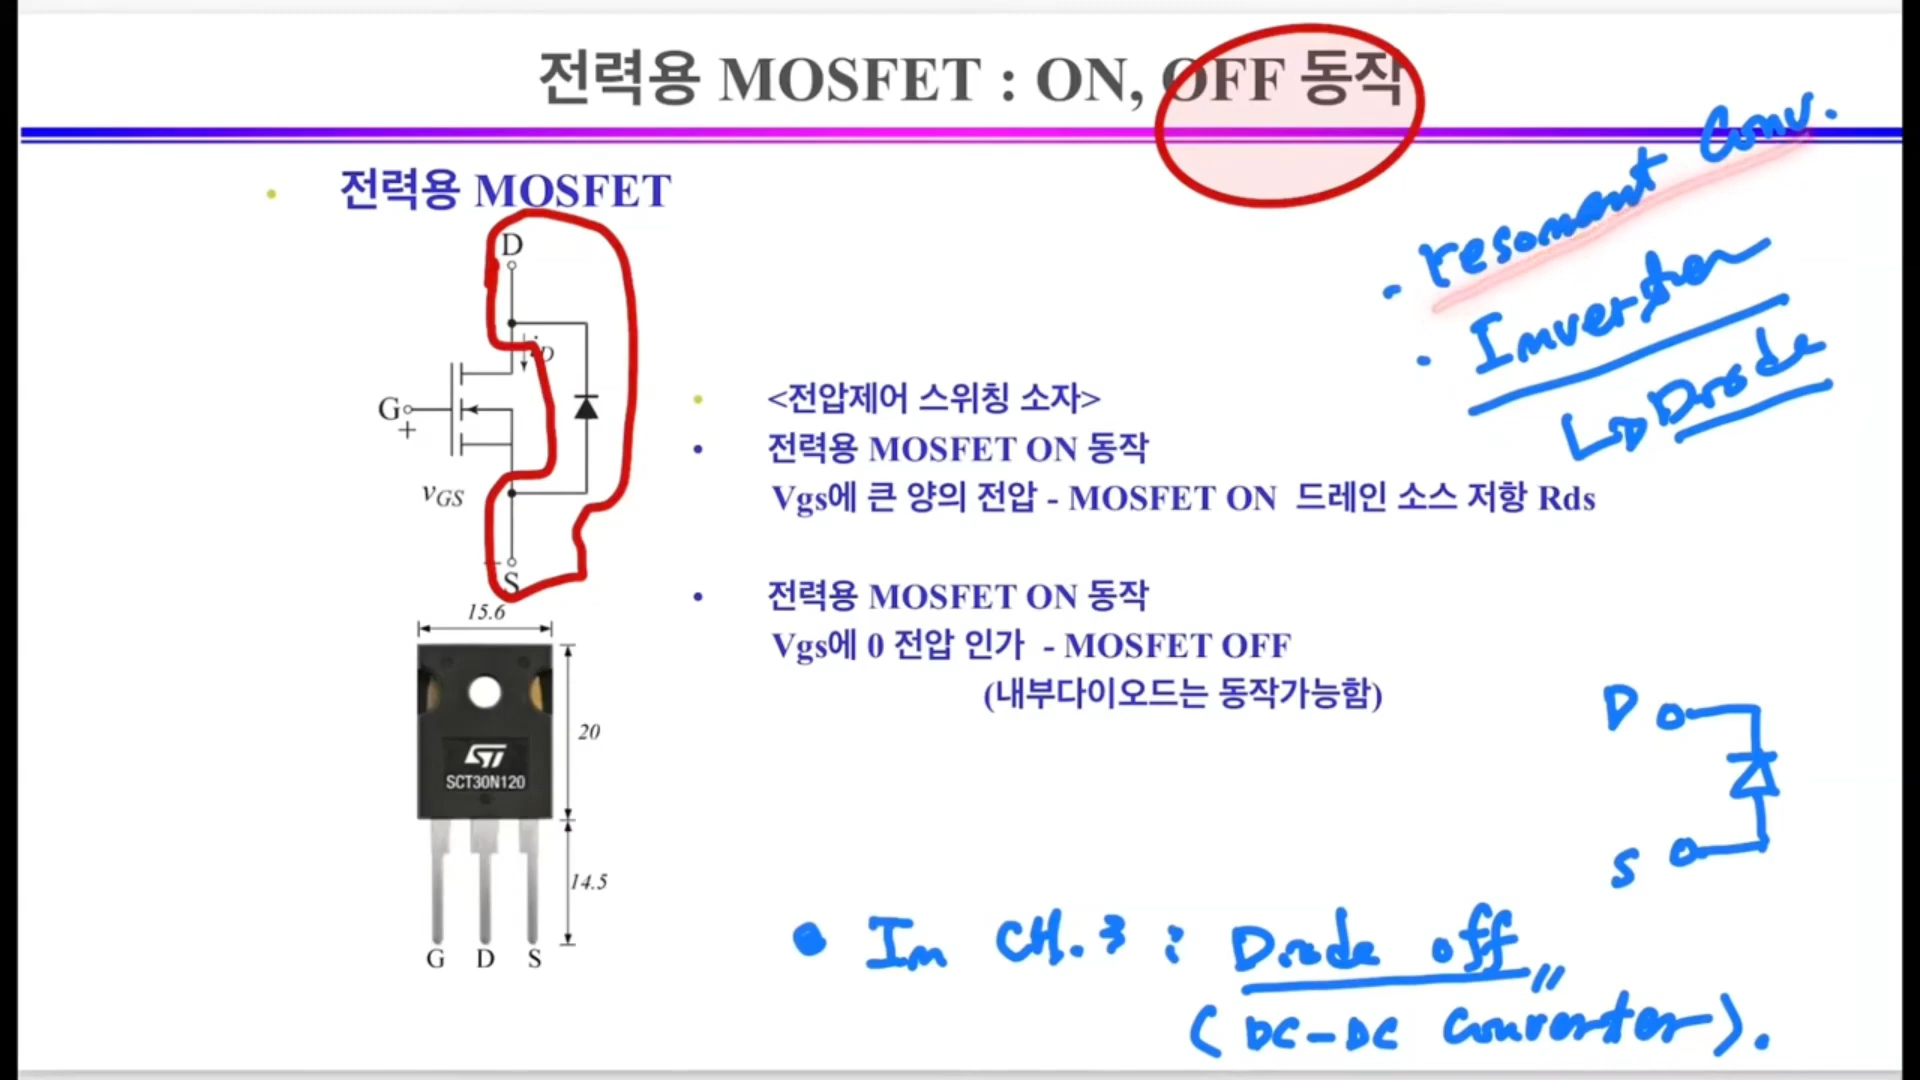 전력용 MOSFET : ON, OFF 동작
• 전력용 MOSFET
D
iD
G
+
vGS
-
S
15.6
20
ST
SCT30N120
14.5
G D S
• <전압제어 스위칭 소자>
• 전력용 MOSFET ON 동작
Vgs에 큰 양의 전압 - MOSFET ON 드레인 소스 저항 Rds
• 전력용 MOSFET ON 동작
Vgs에 0 전압 인가 - MOSFET OFF
(내부다이오드는 동작가능함)
· resonant Conv.
· Inverter
↳ Diode
D
S
• In CH.3 : Diode off"
(DC-DC Converter).